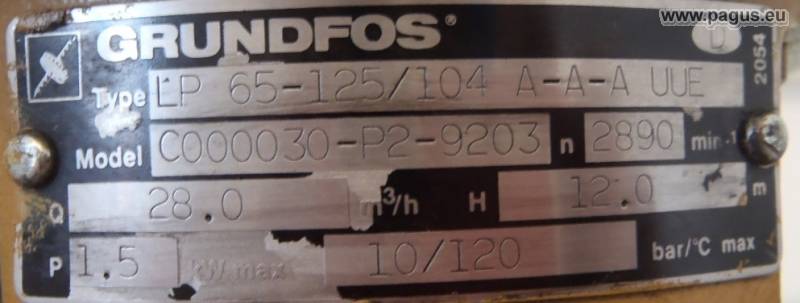 www.pagus.eu
GRUNDFOS®
D
2054
Type LP 65-125/104 A-A-A UUE
Model C000030-P2-9203 n 2890 min-1
Q 28.0 m³/h H 12.0 m
P 1.5 kW max 10/120 bar/°C max